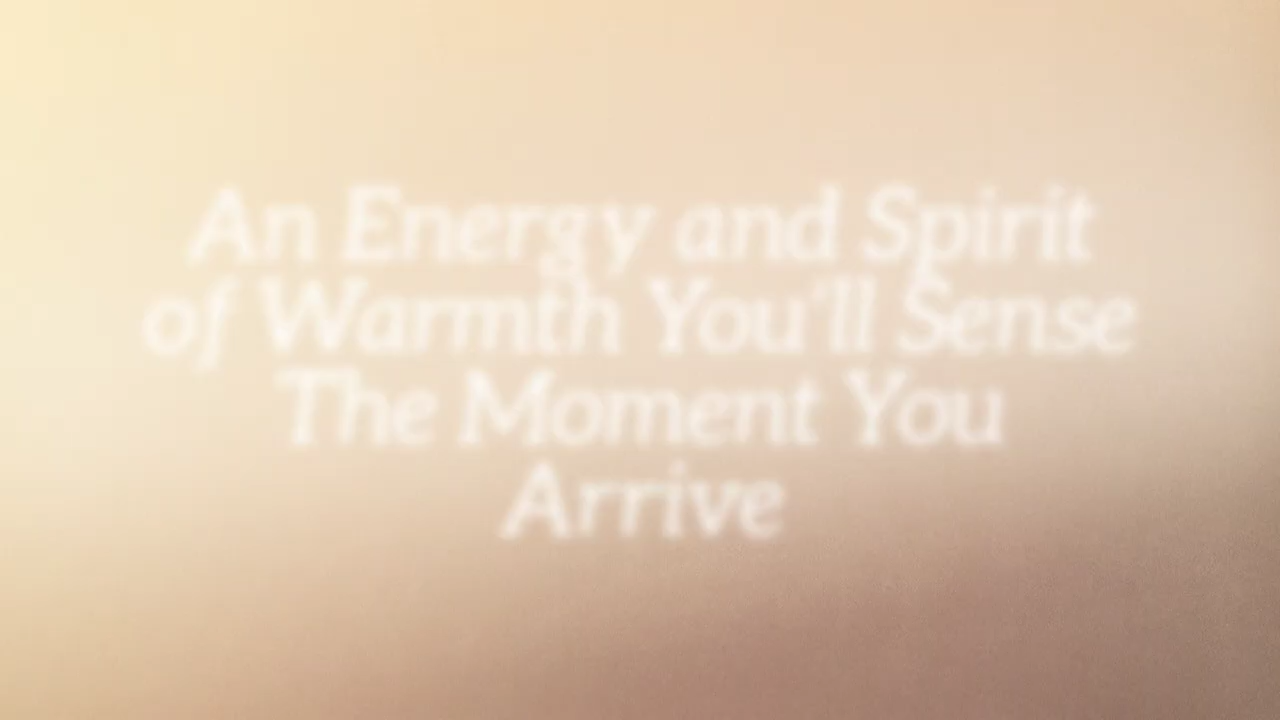 An Energy and Spirit
of Warmth You'll Sense
The Moment You
Arrive